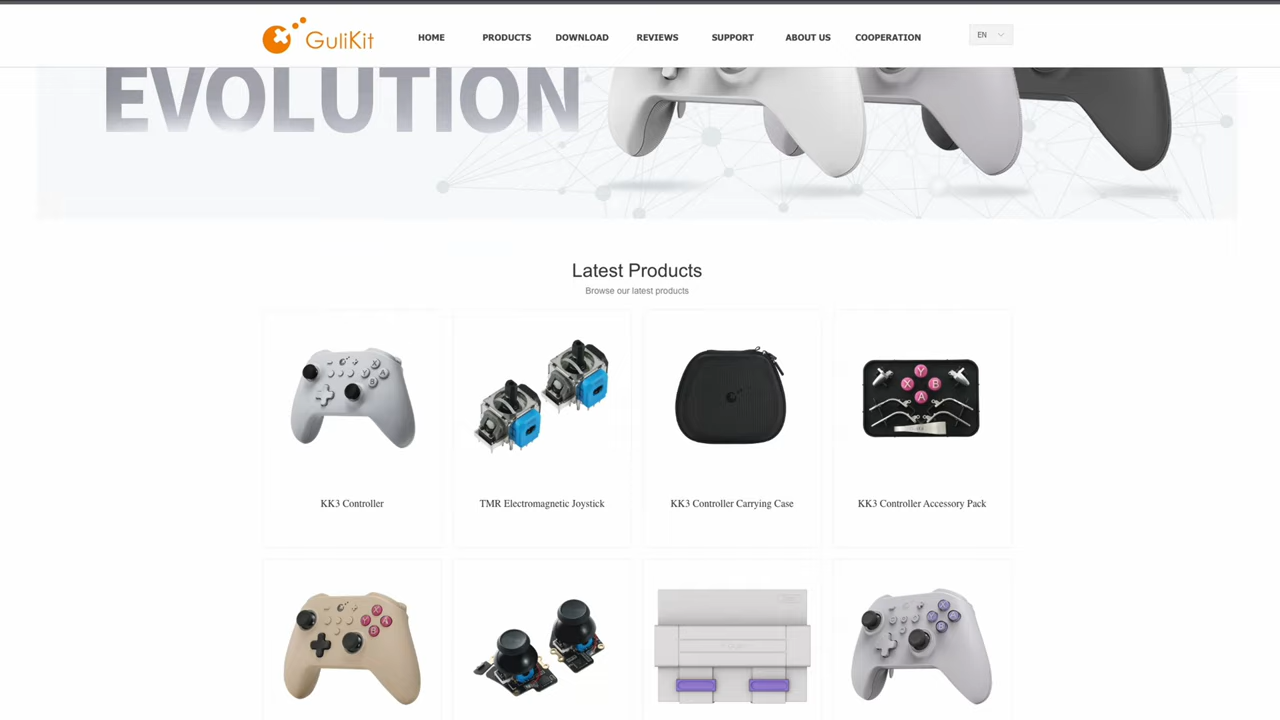 GuliKit
HOME PRODUCTS DOWNLOAD REVIEWS SUPPORT ABOUT US COOPERATION
EN
EVOLUTION
Latest Products
Browse our latest products
Y
X B
A
KK3 Controller
TMR Electromagnetic Joystick
KK3 Controller Carrying Case
KK3 Controller Accessory Pack